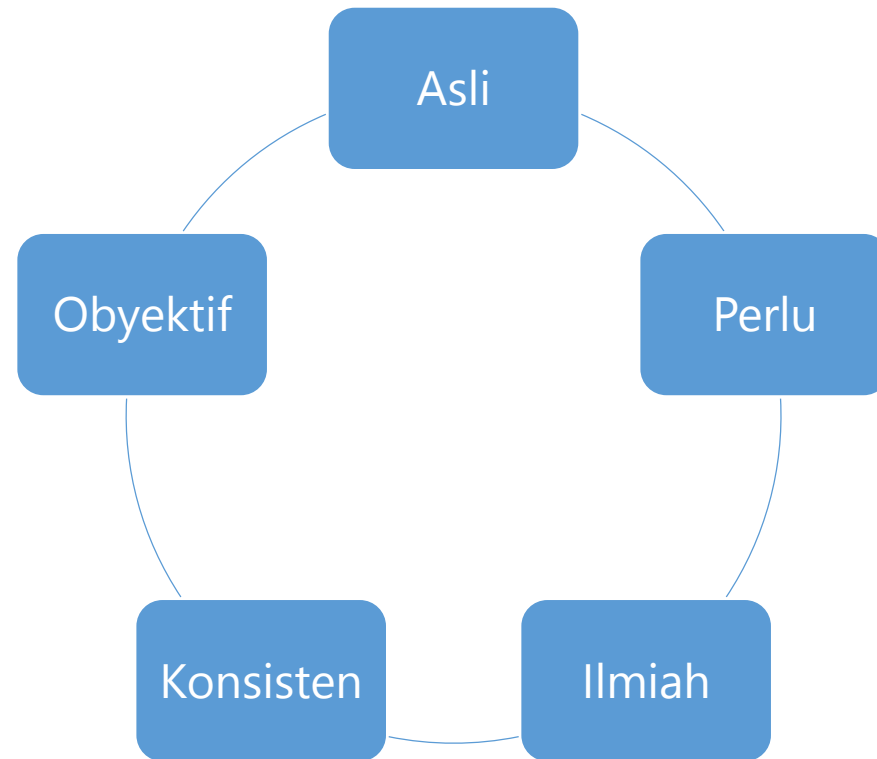 Asli
Perlu
Ilmiah
Konsisten
Obyektif